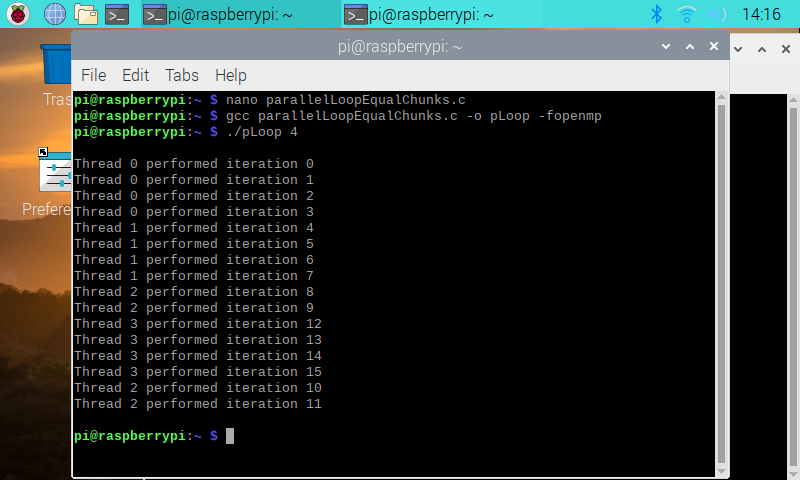 pi@raspberrypi: ~ pi@raspberrypi: ~ 14:16
pi@raspberrypi: ~
File Edit Tabs Help
pi@raspberrypi:~ $ nano parallelLoopEqualChunks.c
pi@raspberrypi:~ $ gcc parallelLoopEqualChunks.c -o pLoop -fopenmp
pi@raspberrypi:~ $ ./pLoop 4
Thread 0 performed iteration 0
Thread 0 performed iteration 1
Thread 0 performed iteration 2
Thread 0 performed iteration 3
Thread 1 performed iteration 4
Thread 1 performed iteration 5
Thread 1 performed iteration 6
Thread 1 performed iteration 7
Thread 2 performed iteration 8
Thread 2 performed iteration 9
Thread 3 performed iteration 12
Thread 3 performed iteration 13
Thread 3 performed iteration 14
Thread 3 performed iteration 15
Thread 2 performed iteration 10
Thread 2 performed iteration 11
pi@raspberrypi:~ $
Tras
Prefere